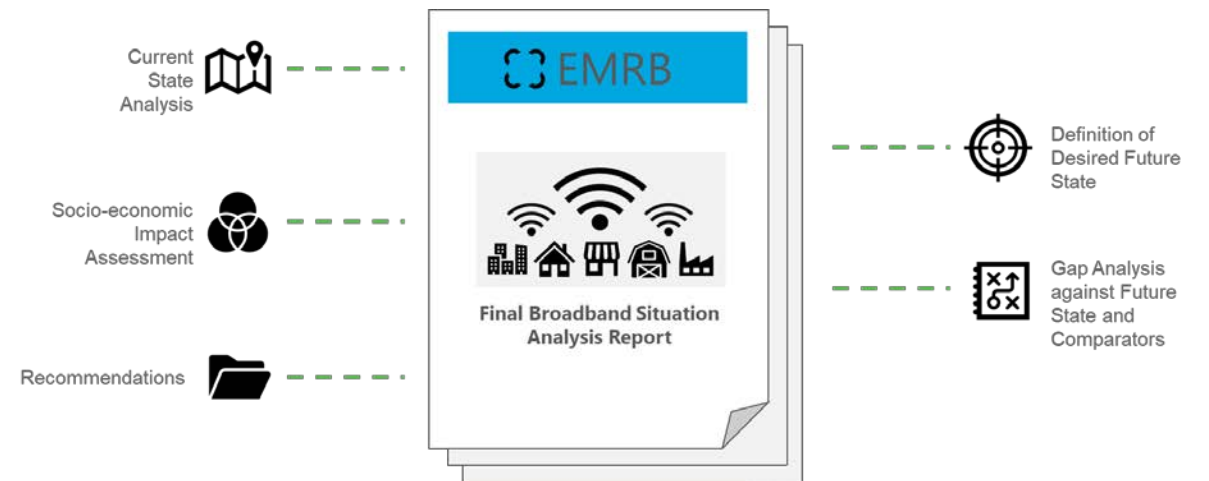 Current
State
Analysis
Socio-economic
Impact
Assessment
Recommendations
EMRB
Final Broadband Situation
Analysis Report
Definition of
Desired Future
State
Gap Analysis
against Future
State and
Comparators